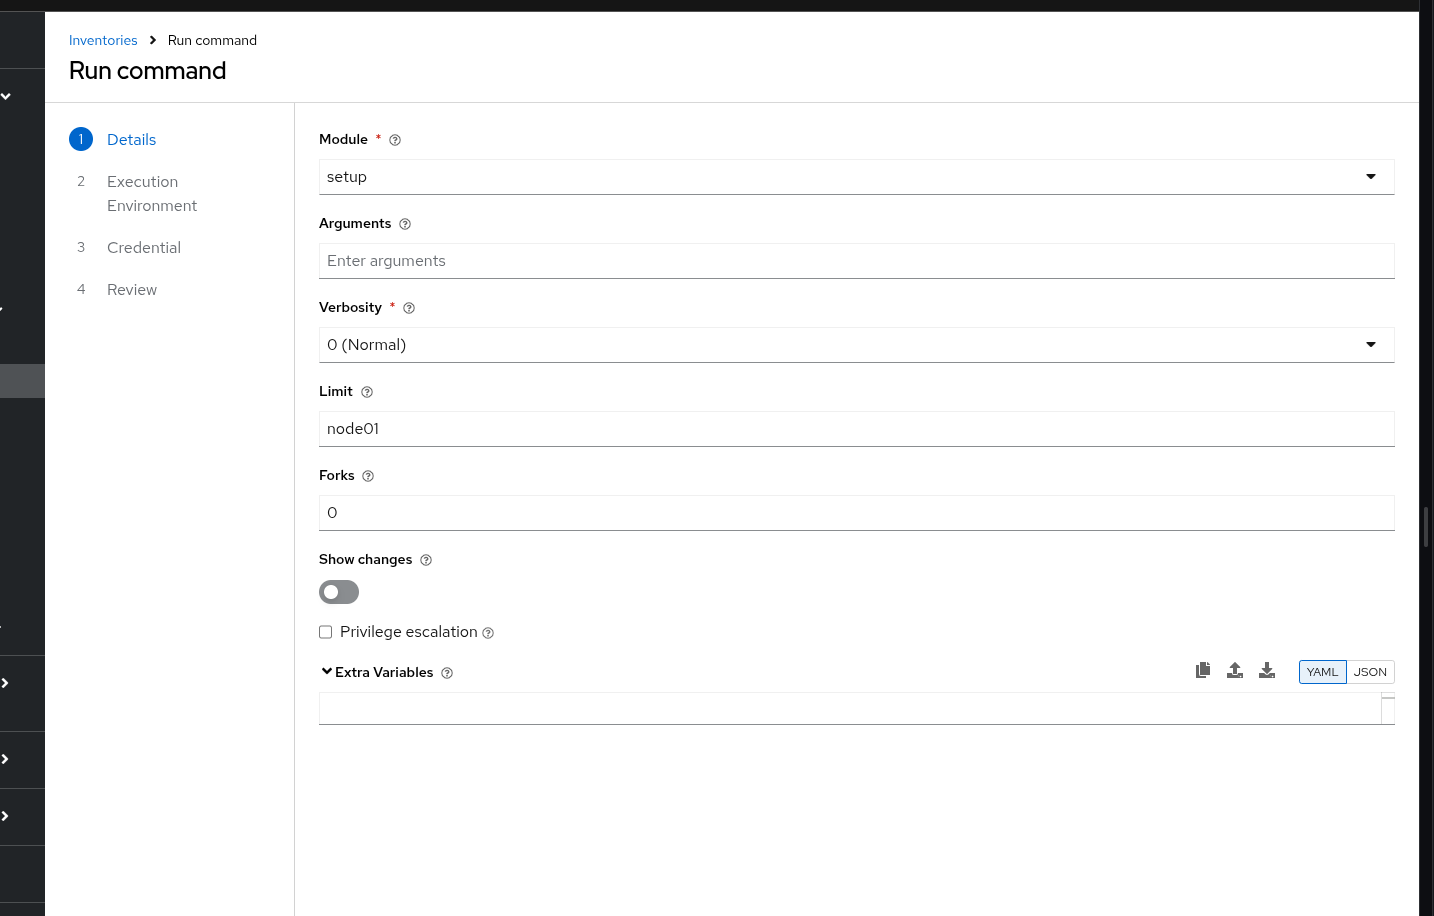 Inventories Run command
Run command
1 Details
2 Execution
Environment
3 Credential
4 Review
Module *
setup
Arguments
Enter arguments
Verbosity *
0 (Normal)
Limit
node01
Forks
0
Show changes
Privilege escalation
Extra Variables YAML JSON